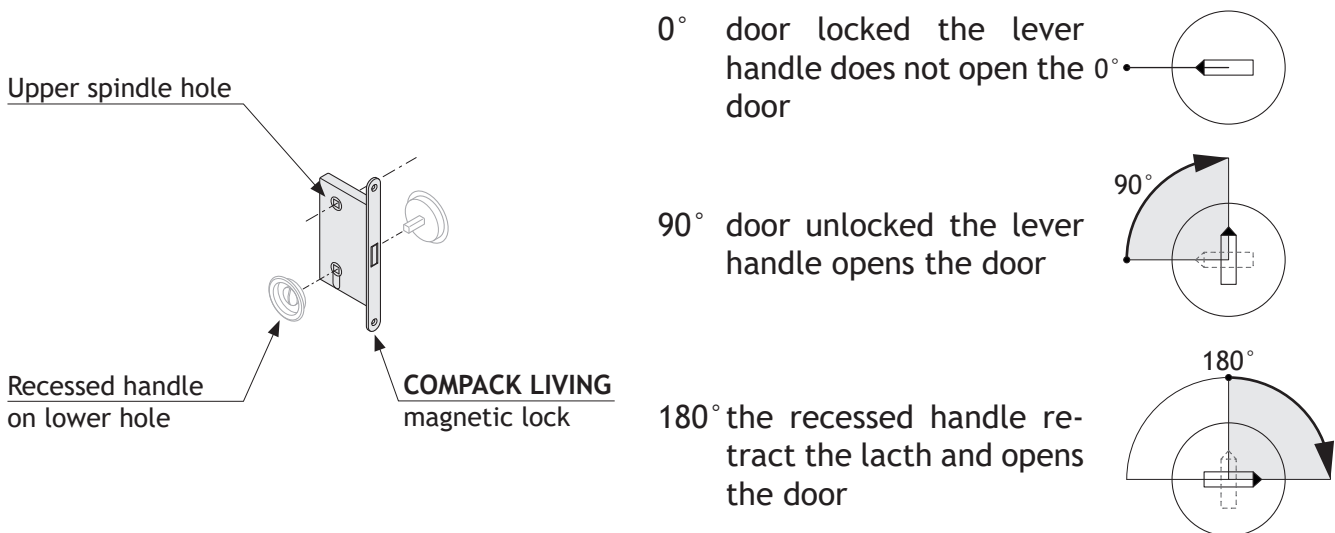 Upper spindle hole
Recessed handle
on lower hole
COMPACK LIVING
magnetic lock
0° door locked the lever
handle does not open the
door
0°
90° door unlocked the lever
handle opens the door
90°
180° the recessed handle re-
tract the lacth and opens
the door
180°